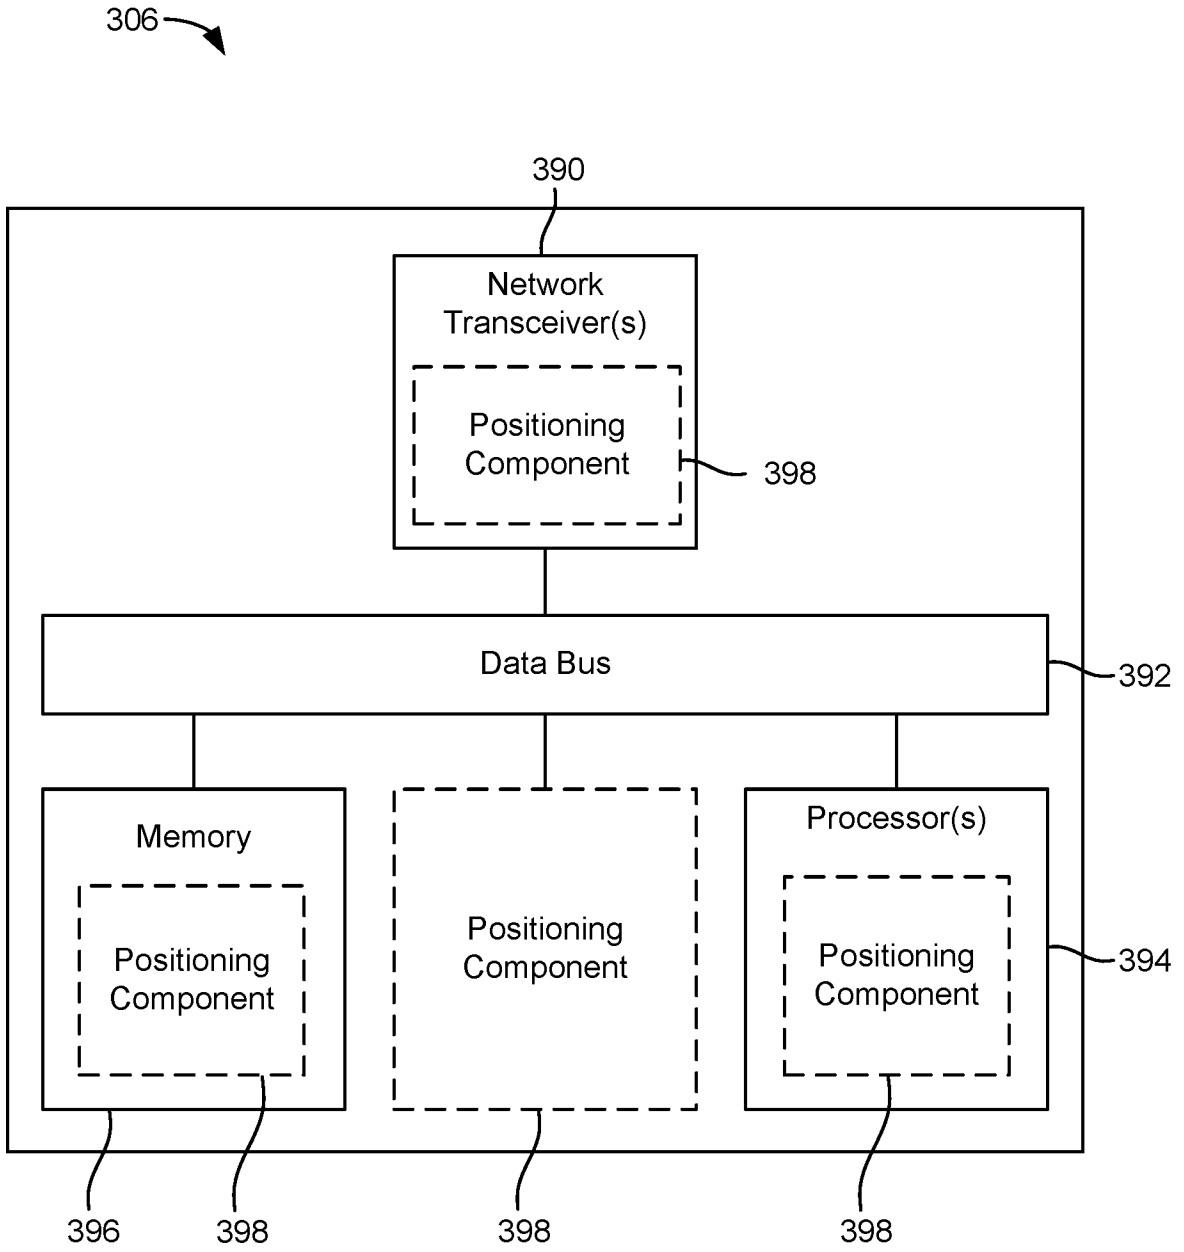 306
390
Network
Transceiver(s)
Positioning
Component
398
Data Bus
392
Memory
Positioning
Component
Positioning
Component
Processor(s)
Positioning
Component
394
396
398
398
398